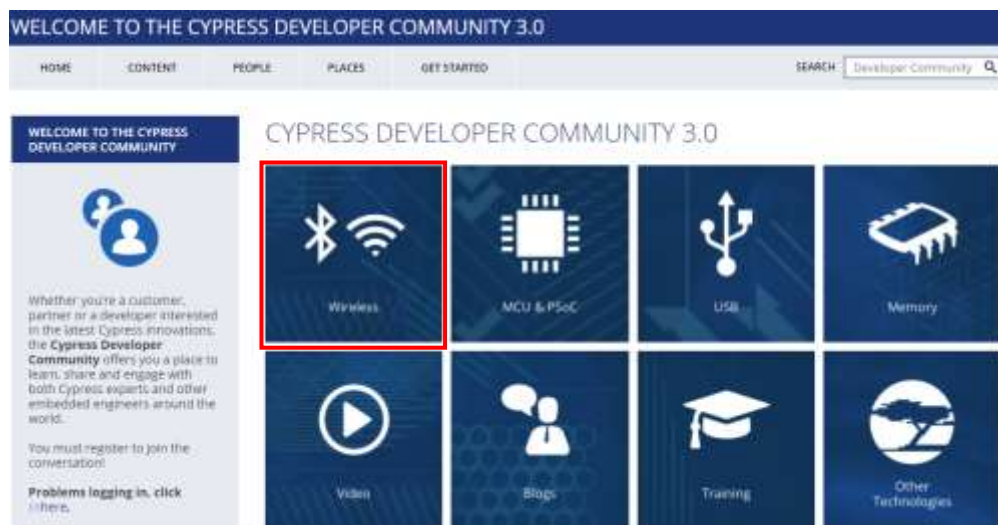 WELCOME TO THE CYPRESS DEVELOPER COMMUNITY 3.0
HOME CONTENT PEOPLE PLACES GET STARTED SEARCH Developer Community
WELCOME TO THE CYPRESS
DEVELOPER COMMUNITY
Whether you're a customer,
partner or a developer interested
in the latest Cypress innovations,
the Cypress Developer
Community offers you a place to
learn, share and engage with
both Cypress experts and other
embedded engineers around the
world.
You must register to join the
conversation!
Problems logging in, click
here.
CYPRESS DEVELOPER COMMUNITY 3.0
Wireless
MCU & PSoC
USB
Memory
Video
Blogs
Training
Other
Technologies